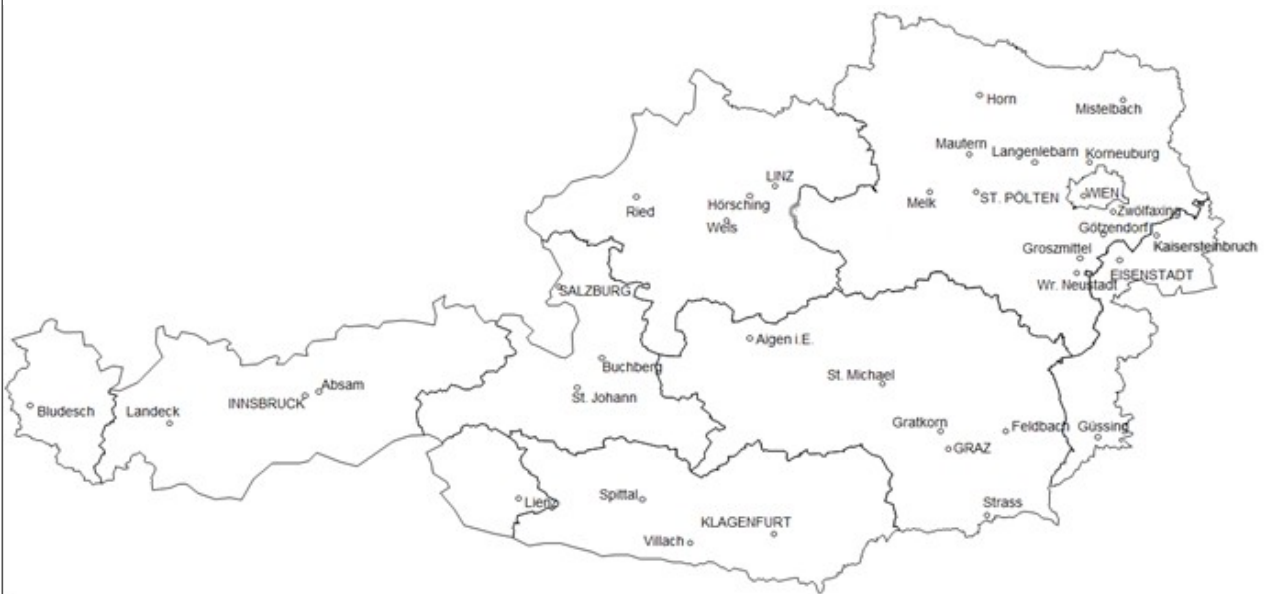 Horn
Mistelbach
Mautern
Langenlebarn
Korneuburg
LINZ
Ried
Hörsching
Wels
Melk
ST. PÖLTEN
WIEN
Zwölfaxing
Götzendorf
Kaisersteinbruch
Groszmittel
EISENSTADT
Wr. Neustadt
SALZBURG
Aigen i.E.
Buchberg
St. Michael
St. Johann
Absam
INNSBRUCK
Bludesch
Landeck
Gratkorn
Feldbach
Güssing
GRAZ
Lienz
Spittal
Strass
KLAGENFURT
Villach